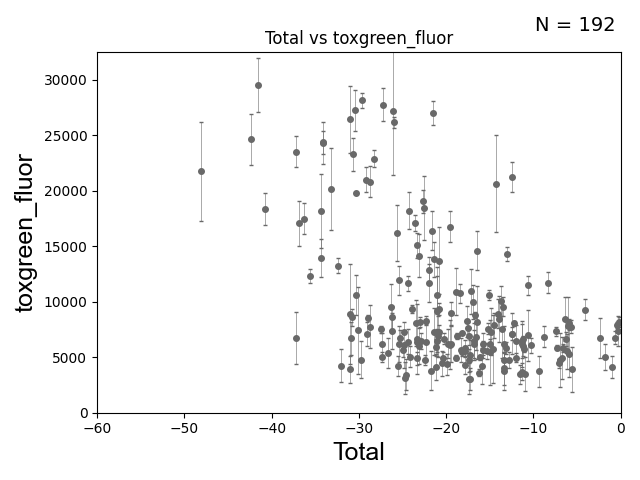 N = 192
Total vs toxgreen_fluor
30000
25000
20000
15000
10000
5000
0
toxgreen_fluor
−60 −50 −40 −30 −20 −10 0
Total